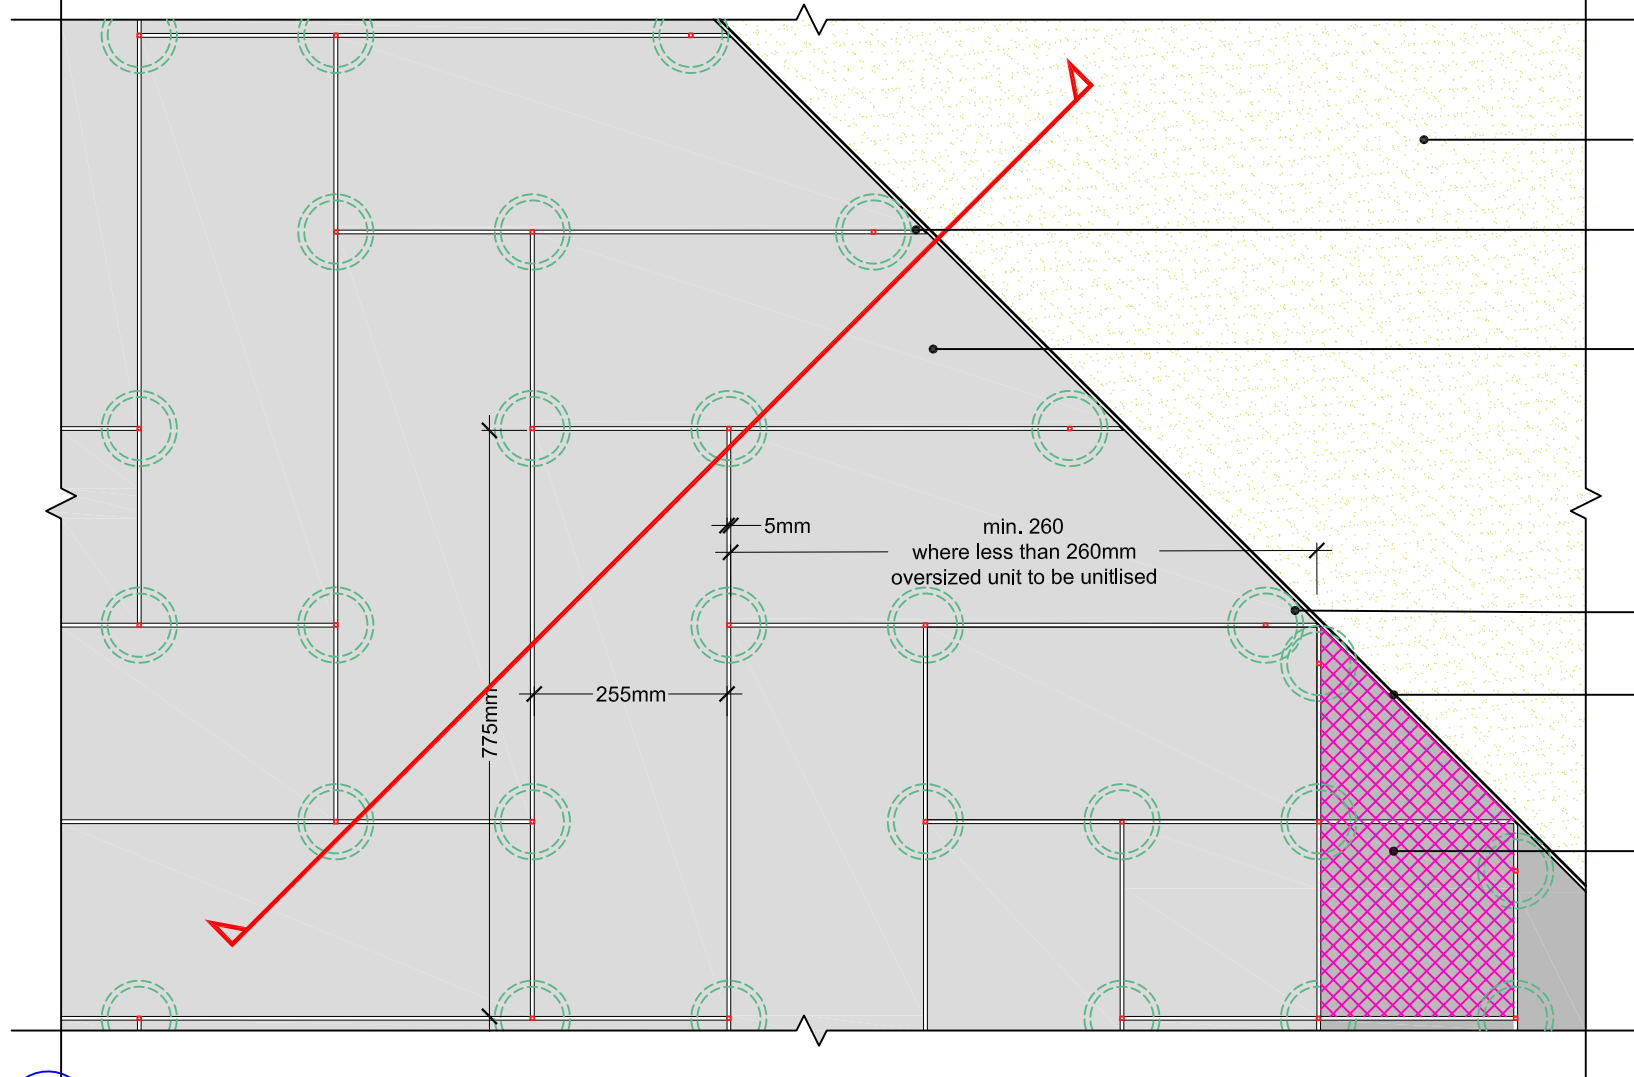 5mm
min. 260
where less than 260mm
oversized unit to be unitlised
255mm
775mm